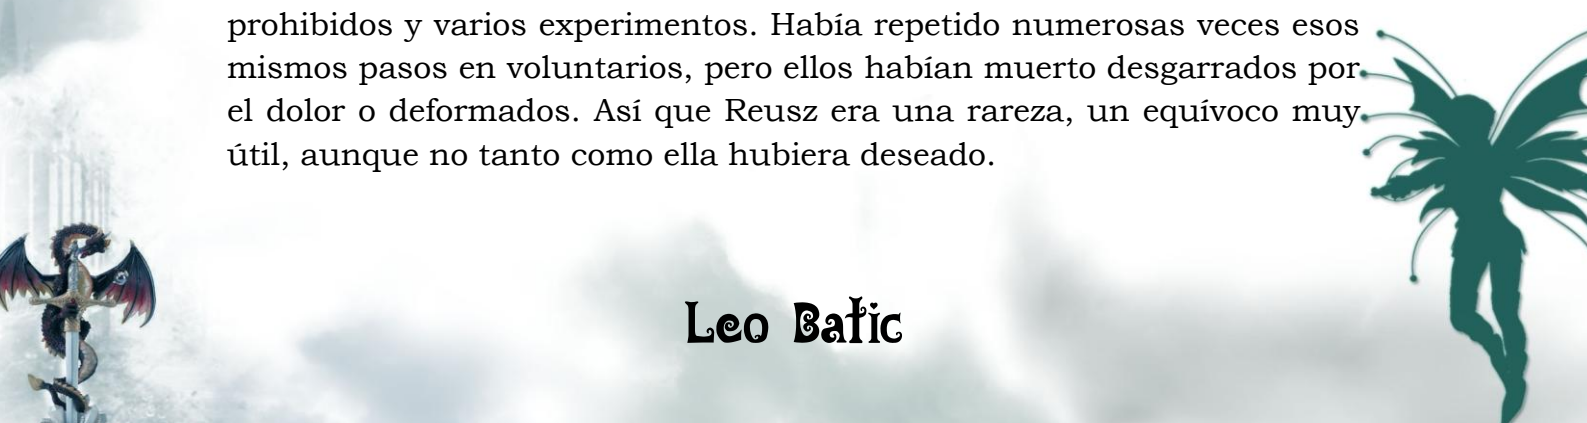 prohibidos y varios experimentos. Había repetido numerosas veces esos
mismos pasos en voluntarios, pero ellos habían muerto desgarrados por
el dolor o deformados. Así que Reusz era una rareza, un equívoco muy
útil, aunque no tanto como ella hubiera deseado.
Leo Batic